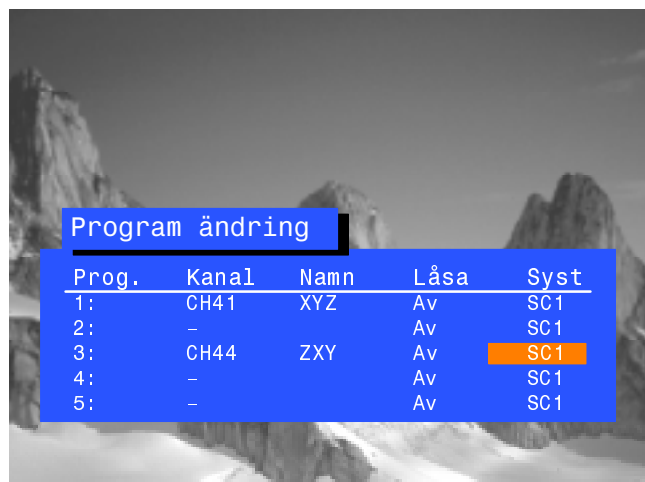 Program ändring
Prog. Kanal Namn Låsa Syst
1: CH41 XYZ Av SC1
2: – Av SC1
3: CH44 ZXY Av SC1
4: – Av SC1
5: – Av SC1